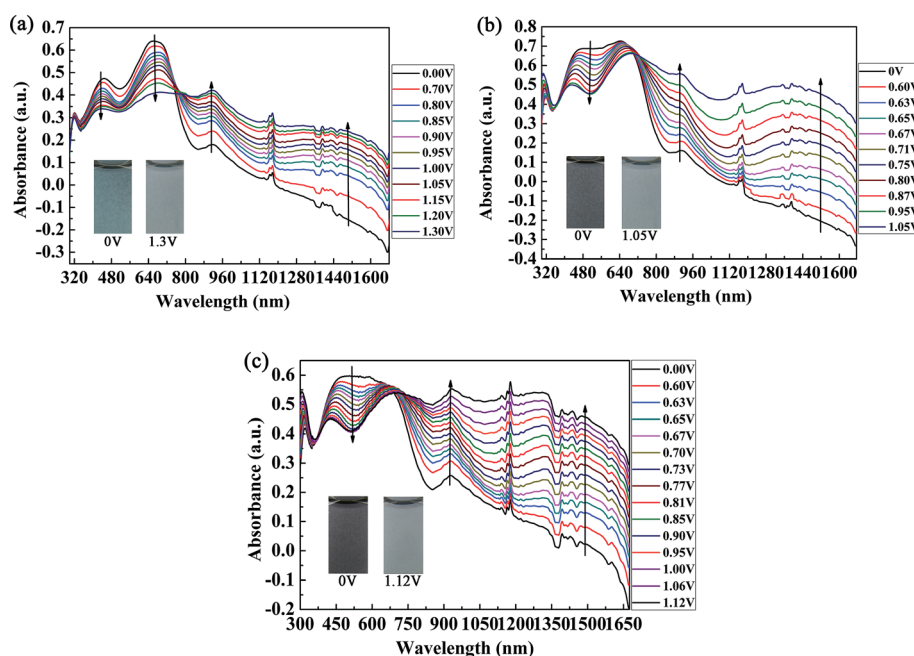 (a)
0.7
0.6
0.5
0.4
0.3
0.2
0.1
0.0
-0.1
-0.2
-0.3
Absorbance (a.u.)
320 480 640 800 960 1120 1280 1440 1600
Wavelength (nm)
0V 1.3V
0.00V
0.70V
0.80V
0.85V
0.90V
0.95V
1.00V
1.05V
1.15V
1.20V
1.30V
(b)
0.8
0.7
0.6
0.5
0.4
0.3
0.2
0.1
0.0
-0.1
-0.2
-0.3
-0.4
Absorbance (a.u.)
320 480 640 800 960 1120 1280 1440 1600
Wavelength (nm)
0V 1.05V
0V
0.60V
0.63V
0.65V
0.67V
0.71V
0.75V
0.80V
0.87V
0.95V
1.05V
(c)
0.6
0.5
0.4
0.3
0.2
0.1
0.0
-0.1
-0.2
Absorbance (a.u.)
300 450 600 750 900 1050 1200 1350 1500 1650
Wavelength (nm)
0V 1.12V
0.00V
0.60V
0.63V
0.65V
0.67V
0.70V
0.73V
0.77V
0.81V
0.85V
0.90V
0.95V
1.00V
1.06V
1.12V